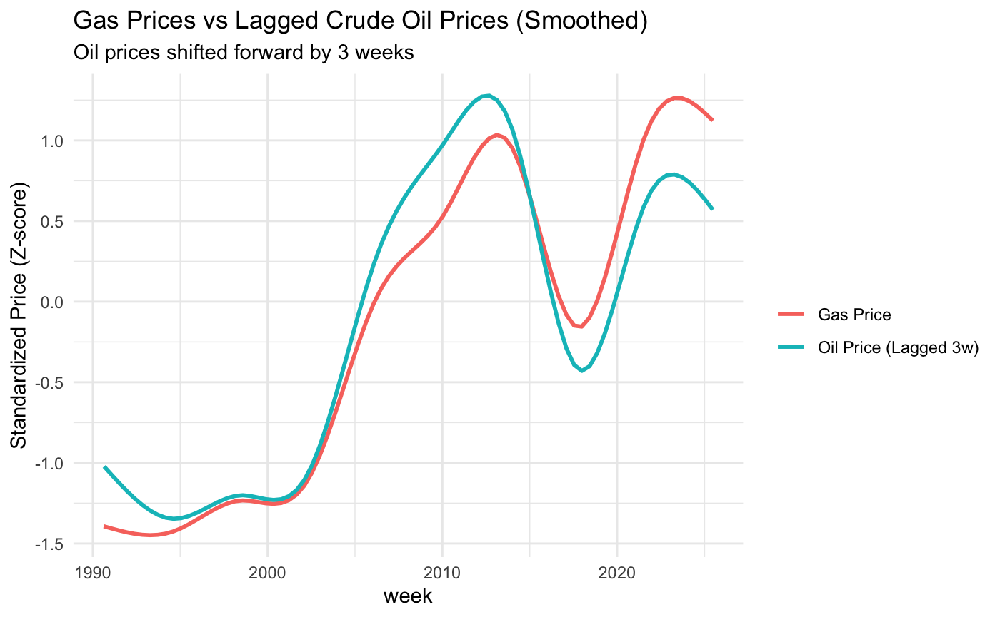 Gas Prices vs Lagged Crude Oil Prices (Smoothed)
Oil prices shifted forward by 3 weeks
Standardized Price (Z-score)
1.0
0.5
0.0
-0.5
-1.0
-1.5
1990
2000
2010
2020
week
Gas Price
Oil Price (Lagged 3w)